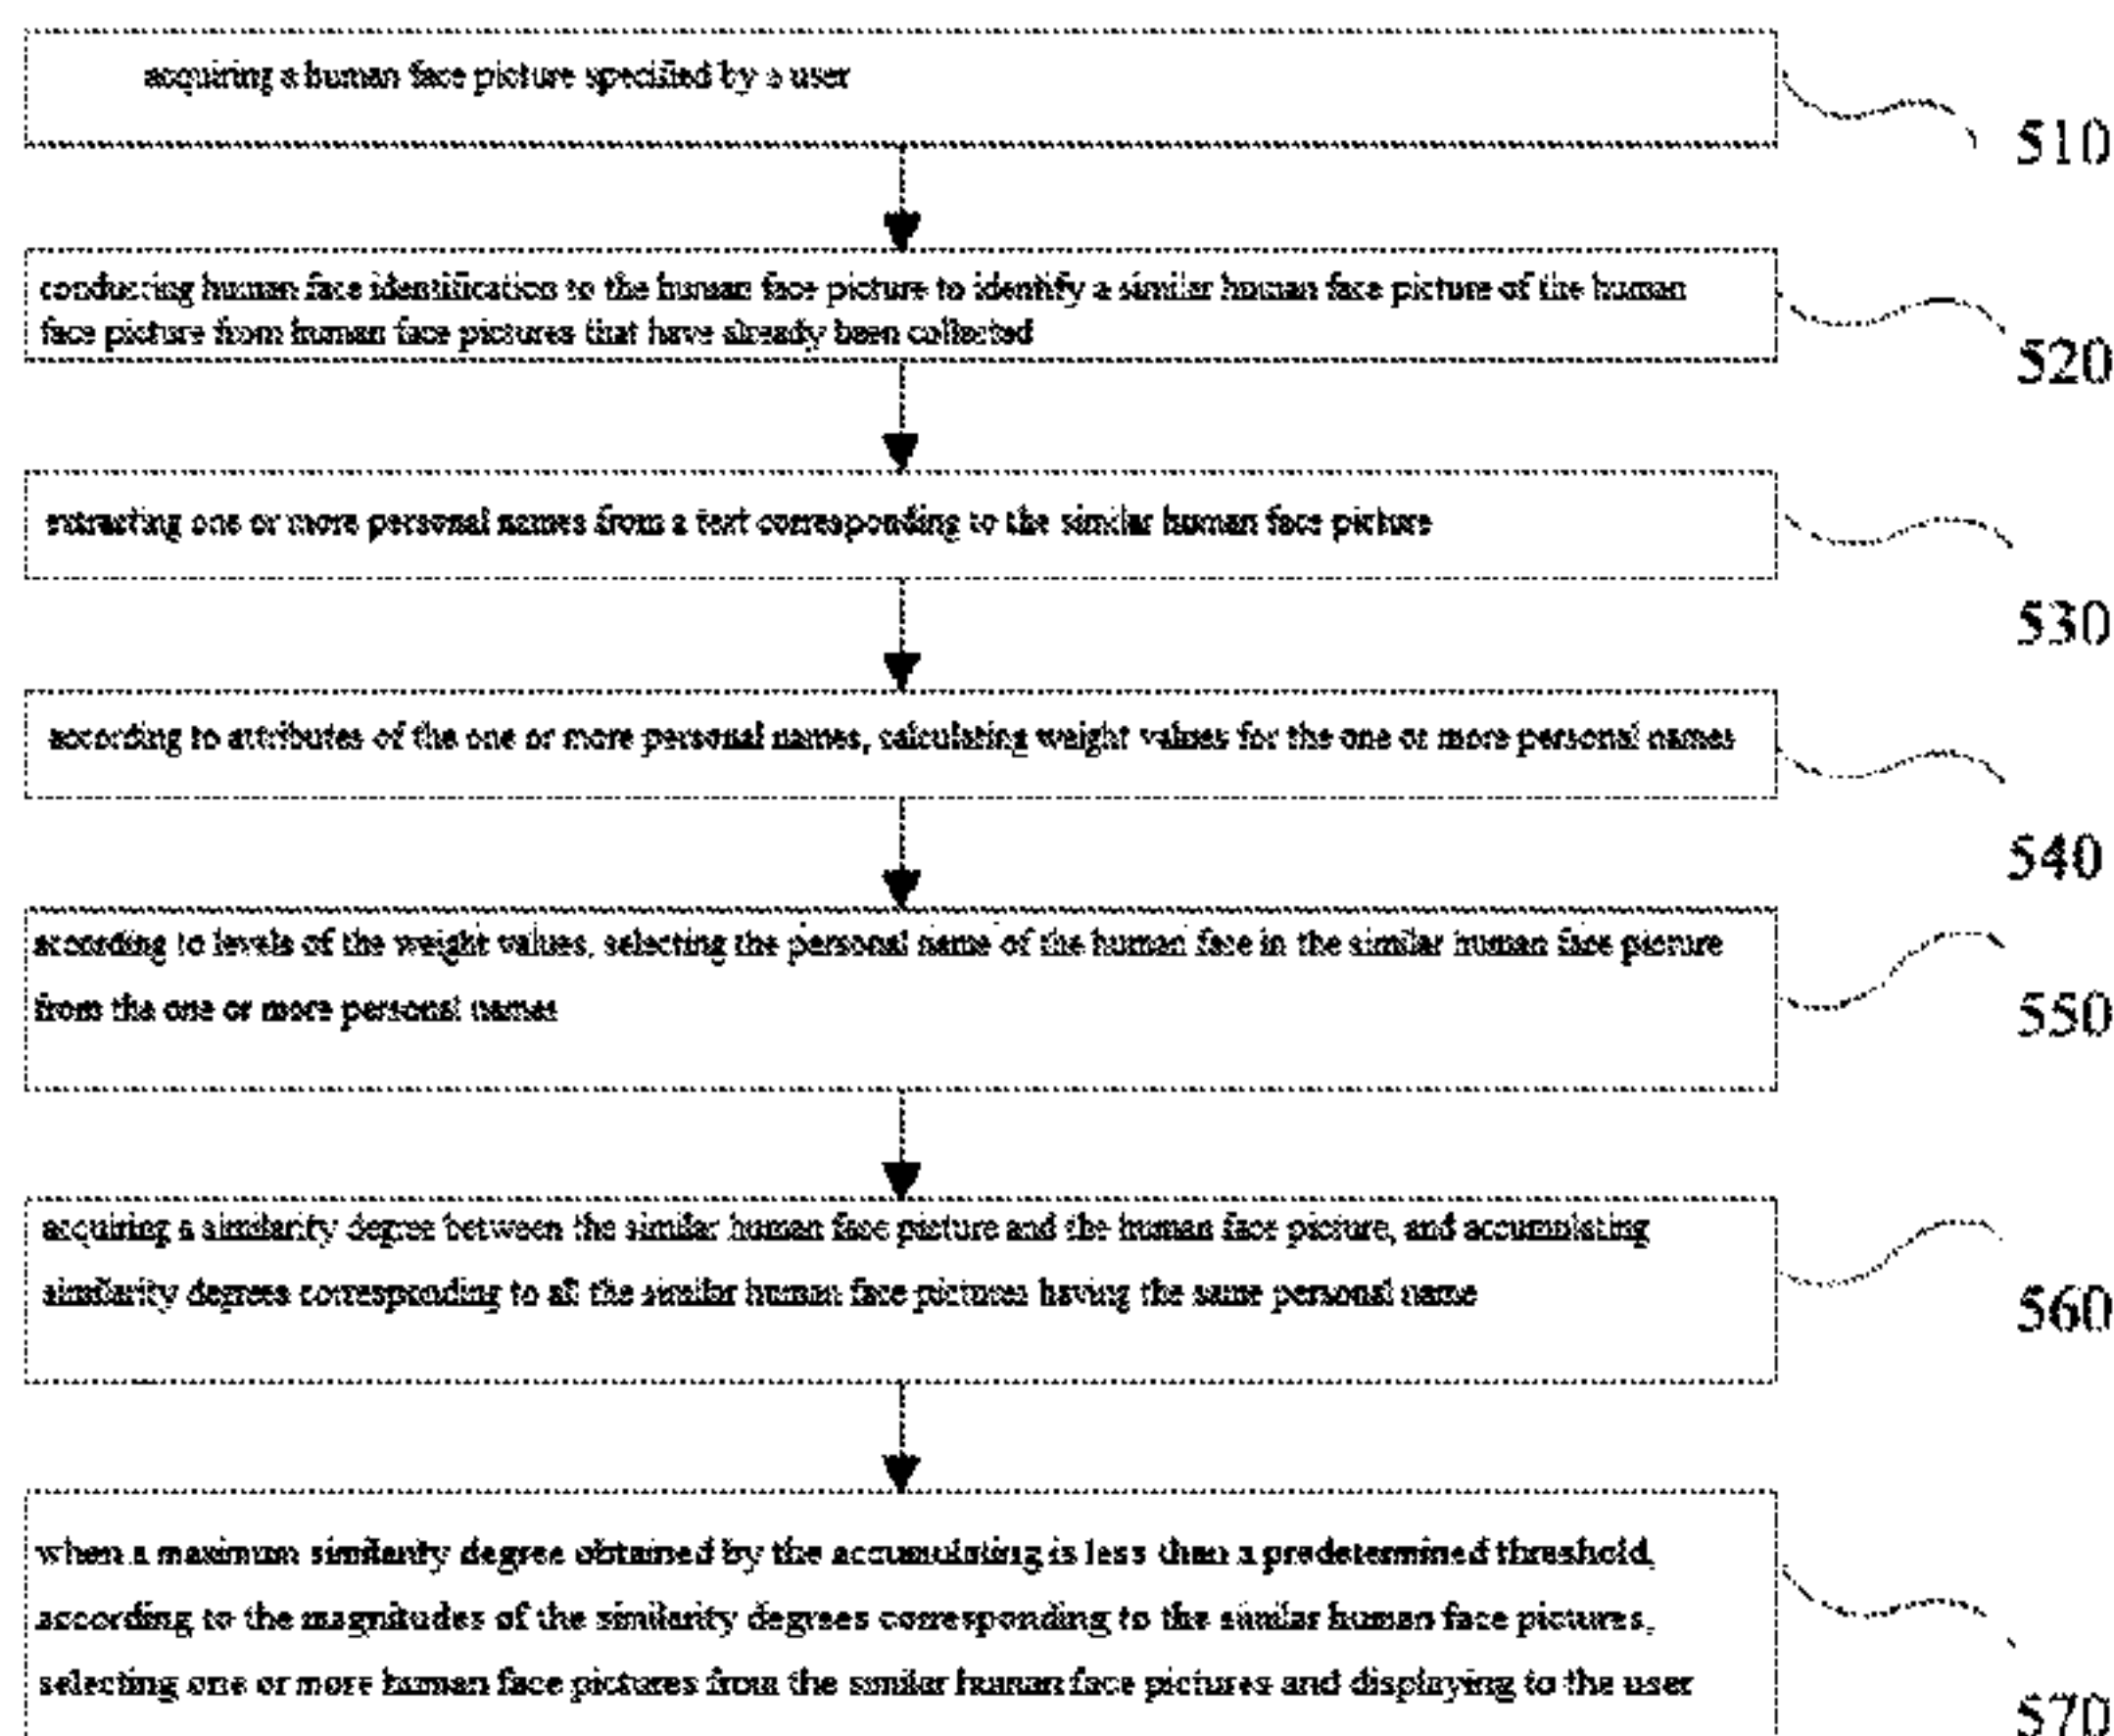 acquiring a human face picture specified by a user
510
conducting human face identification to the human face picture to identify a similar human face picture of the human
face picture from human face pictures that have already been collected
520
extracting one or more personal names from a text corresponding to the similar human face picture
530
according to attributes of the one or more personal names, calculating weight values for the one or more personal names
540
according to levels of the weight values, selecting the personal name of the human face in the similar human face picture
from the one or more personal names
550
acquiring a similarity degree between the similar human face picture and the human face picture, and accumulating
similarity degrees corresponding to all the similar human face pictures having the same personal name
560
when a maximum similarity degree obtained by the accumulating is less than a predetermined threshold,
according to the magnitudes of the similarity degrees corresponding to the similar human face pictures,
selecting one or more human face pictures from the similar human face pictures and displaying to the user
570